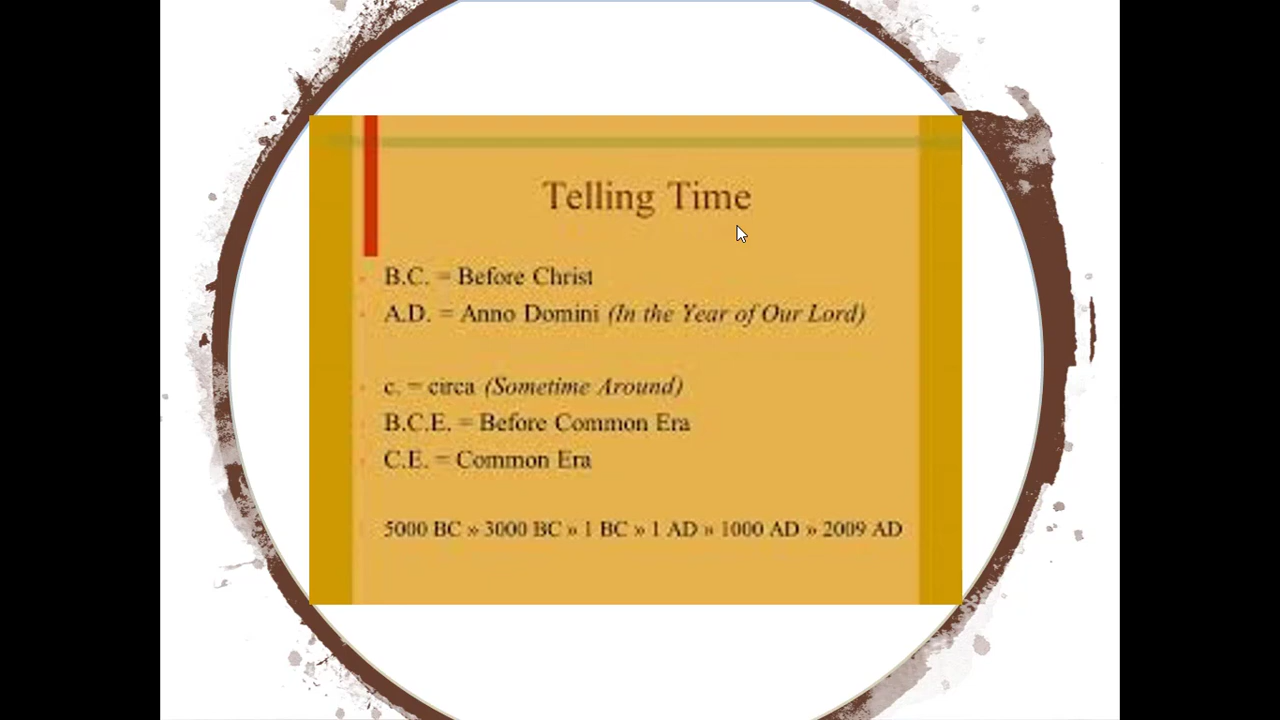 Telling Time
B.C. = Before Christ
A.D. = Anno Domini (In the Year of Our Lord)
c. = circa (Sometime Around)
B.C.E. = Before Common Era
C.E. = Common Era
5000 BC » 3000 BC » 1 BC » 1 AD » 1000 AD » 2009 AD